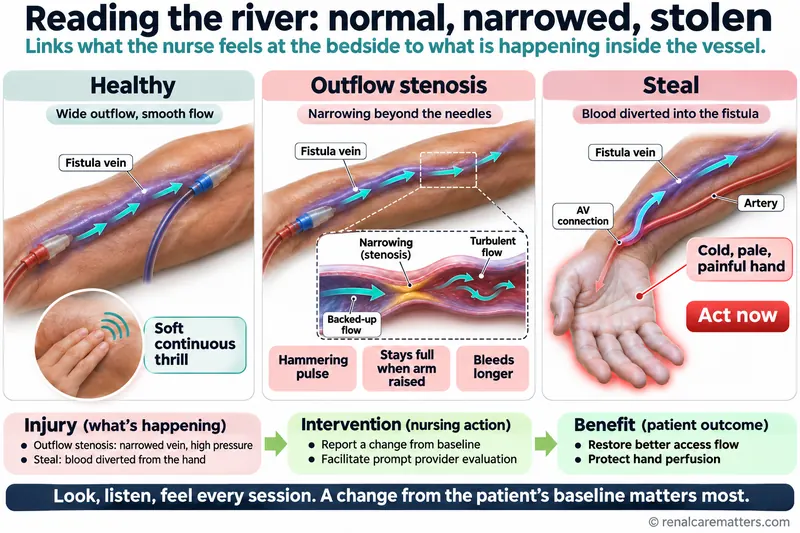 Reading the river: normal, narrowed, stolen
Links what the nurse feels at the bedside to what is happening inside the vessel.
Healthy
Wide outflow, smooth flow
Fistula vein
Soft
continuous
thrill
Outflow stenosis
Narrowing beyond the needles
Fistula vein
Narrowing
(stenosis)
Turbulent
flow
Backed-up
flow
Hammering
pulse
Stays full
when arm
raised
Bleeds
longer
Steal
Blood diverted into the fistula
Fistula vein
AV
connection
Artery
Cold, pale,
painful hand
Act now
Injury (what's happening)
• Outflow stenosis: narrowed vein, high pressure
• Steal: blood diverted from the hand
Intervention (nursing action)
• Report a change from baseline
• Facilitate prompt provider evaluation
Benefit (patient outcome)
• Restore better access flow
• Protect hand perfusion
Look, listen, feel every session. A change from the patient's baseline matters most.
© renalcarematters.com